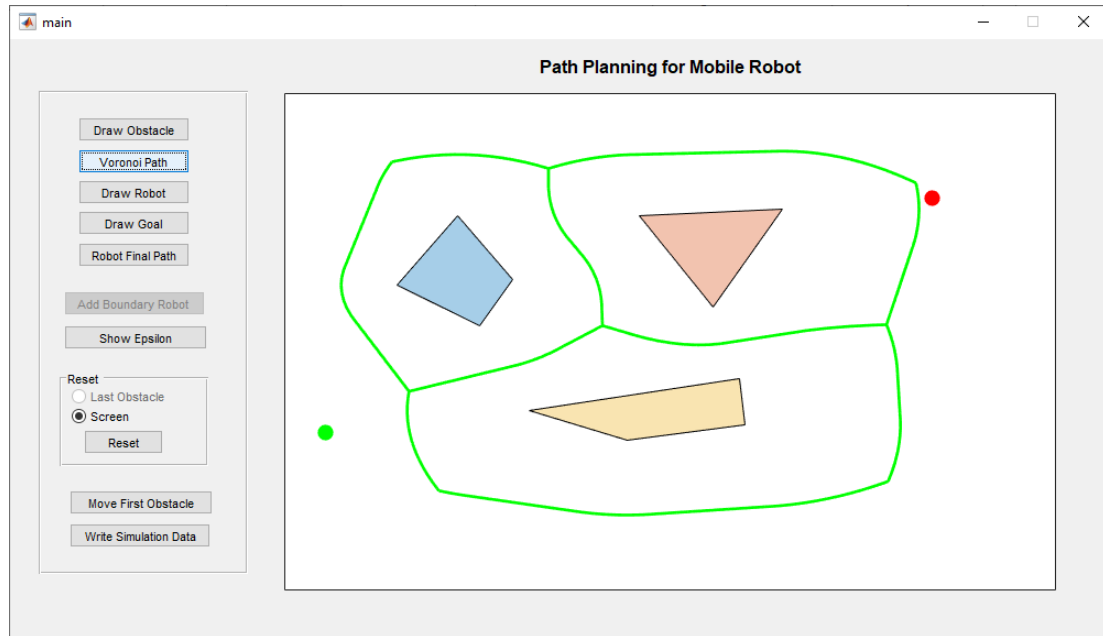 main
Path Planning for Mobile Robot
Draw Obstacle
Voronoi Path
Draw Robot
Draw Goal
Robot Final Path
Add Boundary Robot
Show Epsilon
Reset
Last Obstacle
Screen
Reset
Move First Obstacle
Write Simulation Data